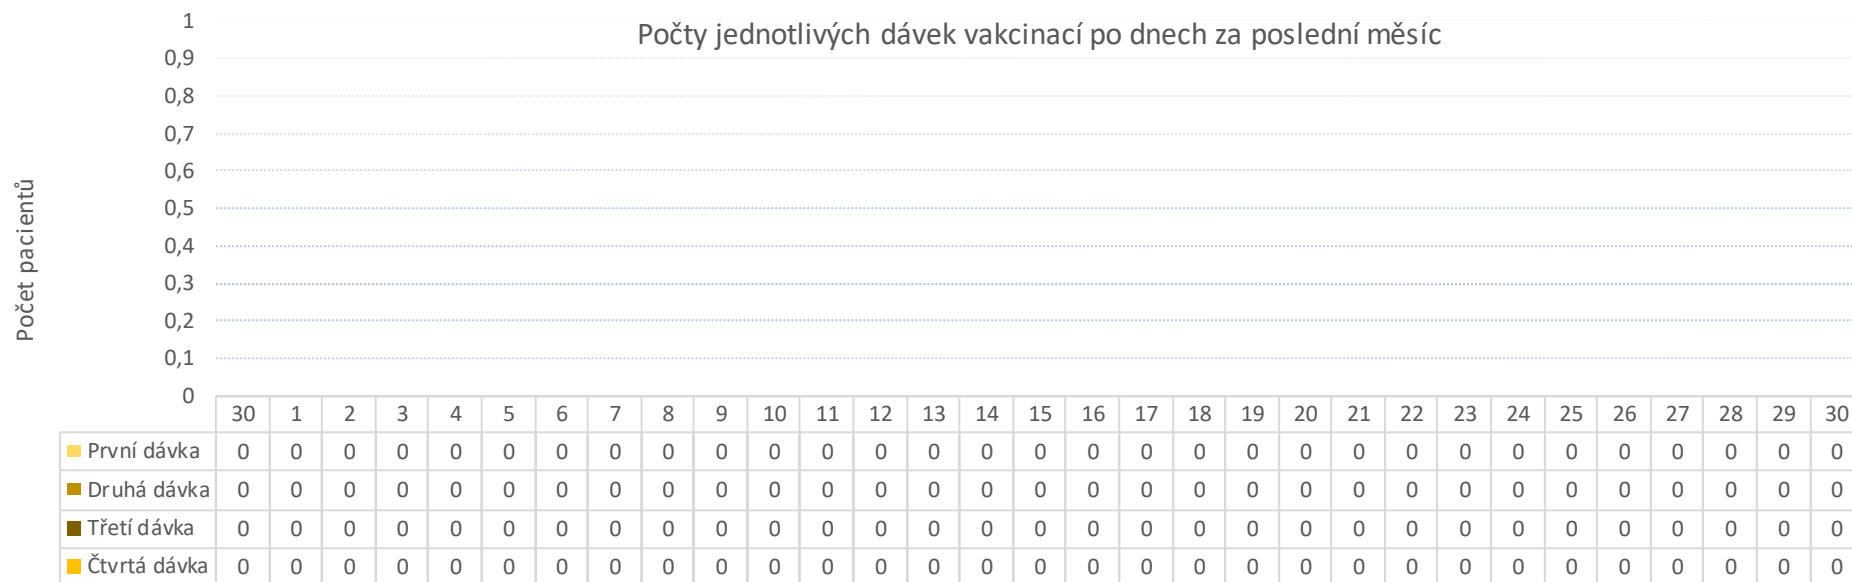 Počty jednotlivých dávek vakcinací po dnech za poslední měsíc
Počet pacientů
1
0,9
0,8
0,7
0,6
0,5
0,4
0,3
0,2
0,1
0
30 1 2 3 4 5 6 7 8 9 10 11 12 13 14 15 16 17 18 19 20 21 22 23 24 25 26 27 28 29 30
První dávka 0 0 0 0 0 0 0 0 0 0 0 0 0 0 0 0 0 0 0 0 0 0 0 0 0 0 0 0 0 0 0
Druhá dávka 0 0 0 0 0 0 0 0 0 0 0 0 0 0 0 0 0 0 0 0 0 0 0 0 0 0 0 0 0 0 0
Třetí dávka 0 0 0 0 0 0 0 0 0 0 0 0 0 0 0 0 0 0 0 0 0 0 0 0 0 0 0 0 0 0 0
Čtvrtá dávka 0 0 0 0 0 0 0 0 0 0 0 0 0 0 0 0 0 0 0 0 0 0 0 0 0 0 0 0 0 0 0